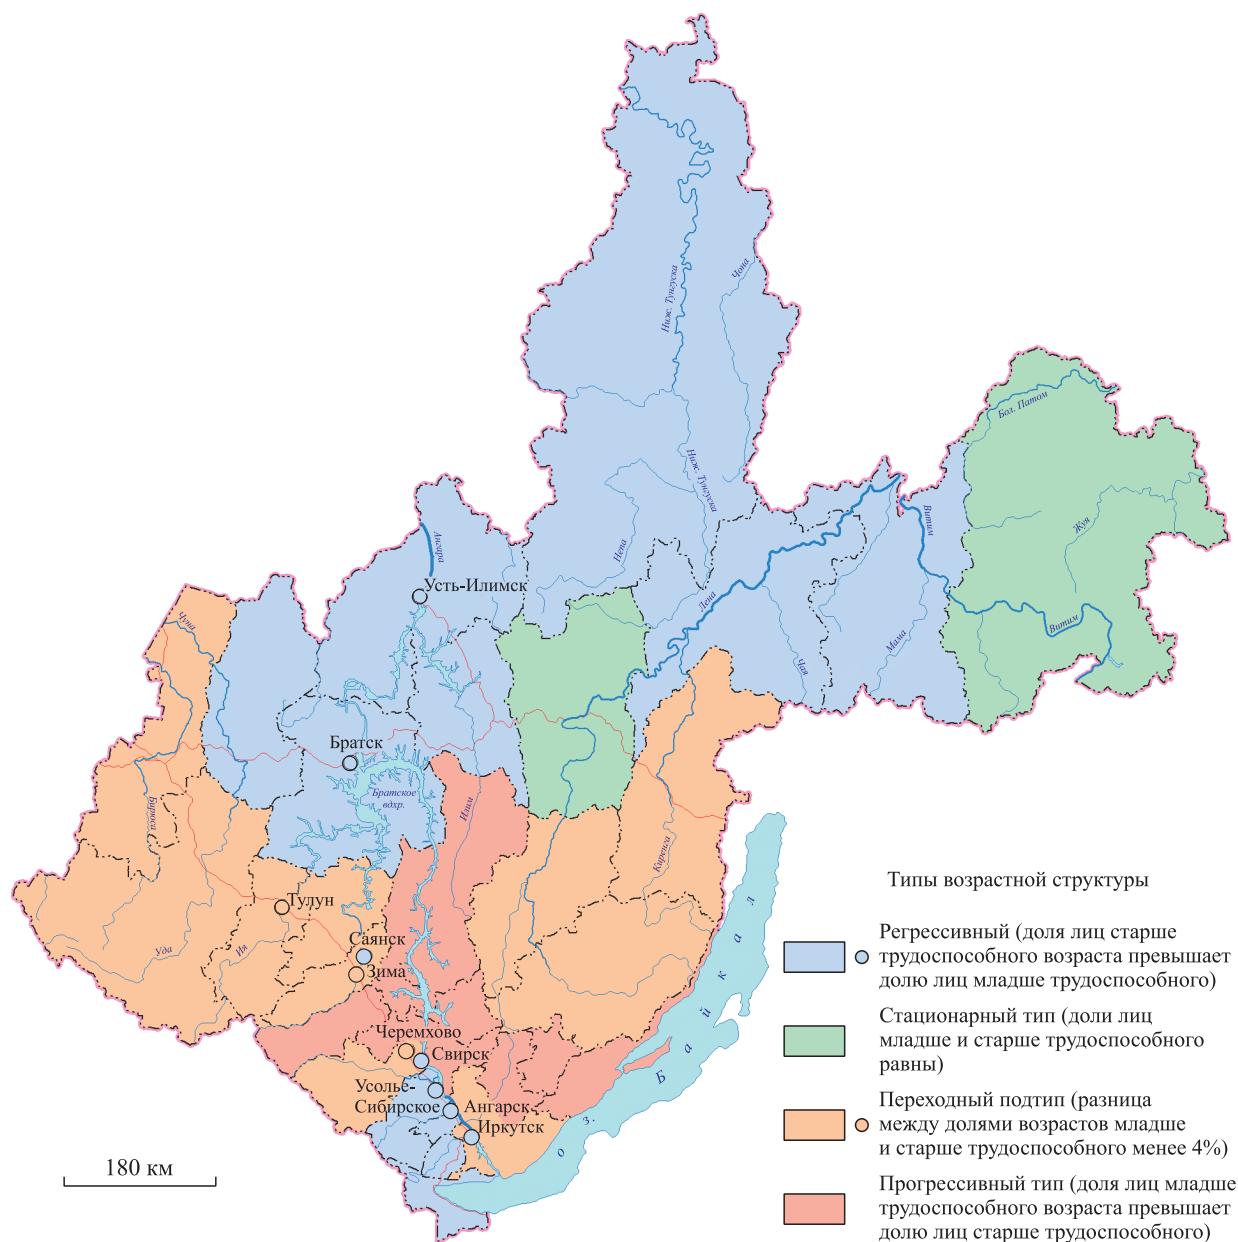 Ниж. Тунгуска
Чона
Бол. Патом
Ниж. Тунгуска
Ангара
Непа
Витим
Жуя
Усть-Илимск
Лена
Чуна
Витим
Мама
Чая
Братск
Братское
вдхр.
Бирюса
Илим
Киренга
Тулун
Уда
Ия
Саянск
Зима
Черемхово
Свирск
Усолье-
Сибирское
Ангарск
Иркутск
о з. Б а й к а л
180 км
Типы возрастной структуры
Регрессивный (доля лиц старше
трудоспособного возраста превышает
долю лиц младше трудоспособного)
Стационарный тип (доли лиц
младше и старше трудоспособного
равны)
Переходный подтип (разница
между долями возрастов младше
и старше трудоспособного менее 4%)
Прогрессивный тип (доля лиц младше
трудоспособного возраста превышает
долю лиц старше трудоспособного)